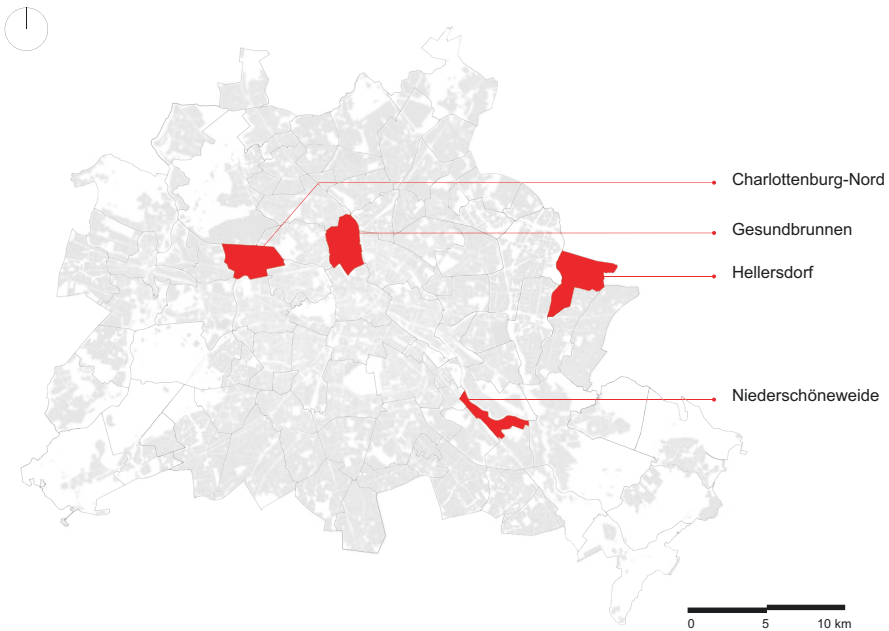 Charlottenburg-Nord
Gesundbrunnen
Hellersdorf
Niederschöneweide
0 5 10 km